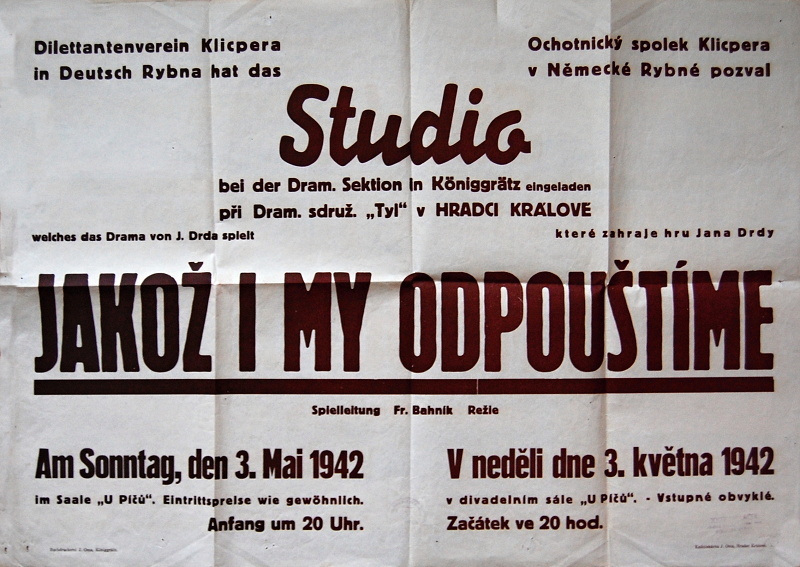 Dilettantenverein Klicpera
in Deutsch Rybna hat das
Ochotnický spolek Klicpera
v Německé Rybné pozval
Studio
bei der Dram. Sektion in Königgrätz eingeladen
při Dram. sdruž. „Tyl“ v HRADCI KRÁLOVE
welches das Drama von J. Drda spielt
které zahraje hru Jana Drdy
JAKOŽ I MY ODPOUŠTÍME
Spielleitung Fr. Bahník Režie
Am Sonntag, den 3. Mai 1942
im Saale „U Píčů“. Eintrittspreise wie gewöhnlich.
Anfang um 20 Uhr.
V neděli dne 3. května 1942
v divadelním sále „U Píčů“. - Vstupné obvyklé.
Začátek ve 20 hod.